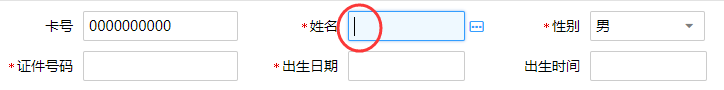 卡号 0000000000 *姓名 *性别 男
*证件号码 *出生日期 出生时间